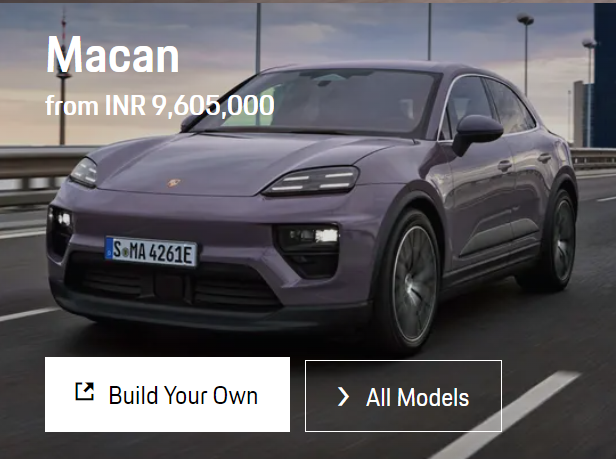 Macan
from INR 9,605,000
S MA 4261E
Build Your Own
All Models